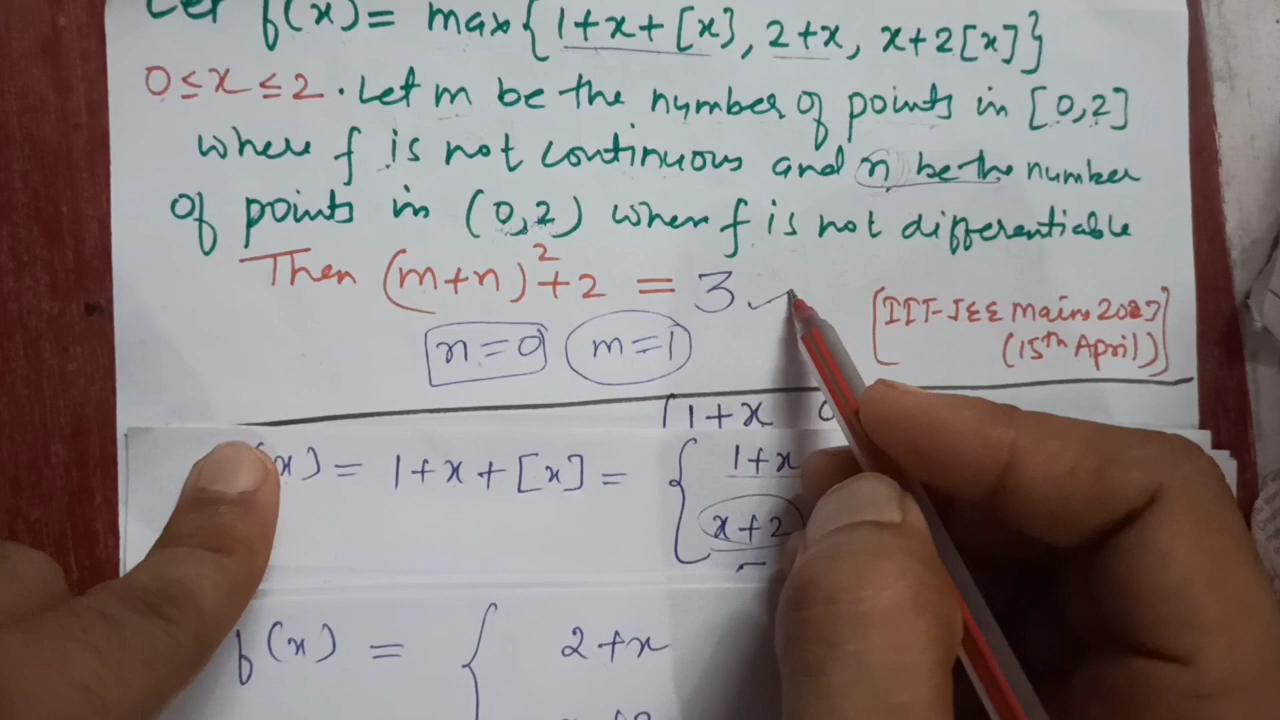 Let f(x) = max{1+x+[x], 2+x, x+2[x]}
0≤x≤2. Let m be the number of points in [0,2]
where f is not continuous and n be the number
of points in (0,2) when f is not differentiable
Then (m+n)²+2 = 3
[IIT-JEE Mains 2023
(15th April)]
n=0 m=1
1+x
(x) = 1+x+[x] = { 1+x
x+2
f(x) = { 2+x